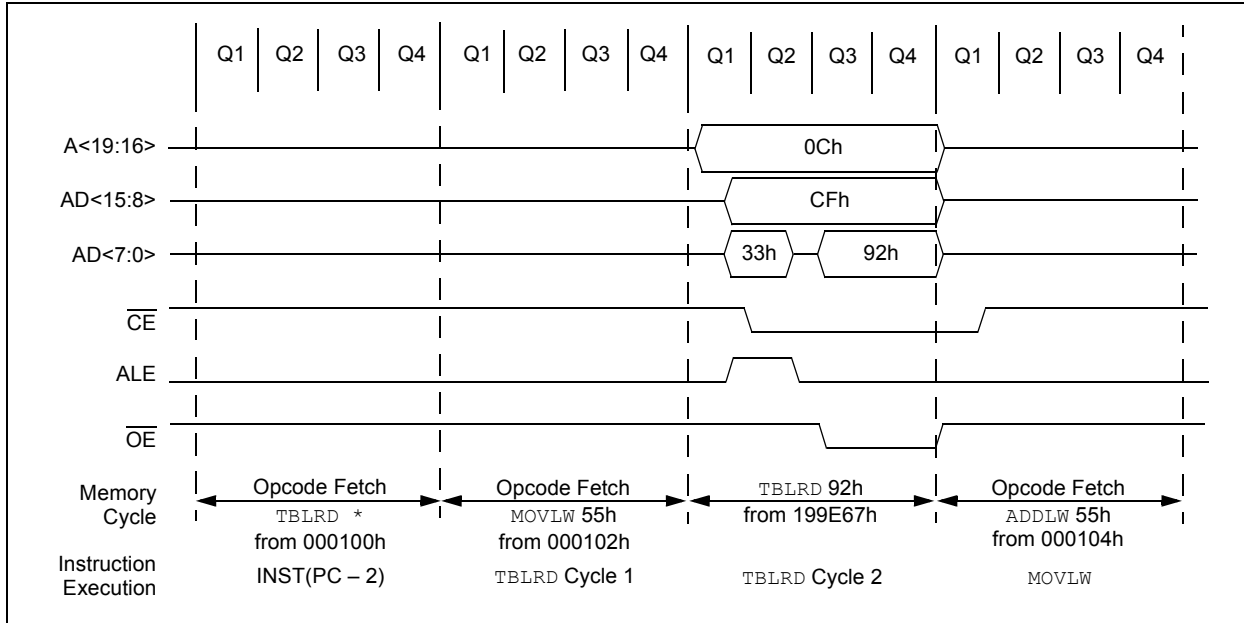 Q1 Q2 Q3 Q4 Q1 Q2 Q3 Q4 Q1 Q2 Q3 Q4 Q1 Q2 Q3 Q4
A<19:16> 0Ch
AD<15:8> CFh
AD<7:0> 33h 92h
CE
ALE
OE
Memory
Cycle
Opcode Fetch
TBLRD *
from 000100h
Opcode Fetch
MOVLW 55h
from 000102h
TBLRD 92h
from 199E67h
Opcode Fetch
ADDLW 55h
from 000104h
Instruction
Execution
INST(PC – 2)
TBLRD Cycle 1
TBLRD Cycle 2
MOVLW